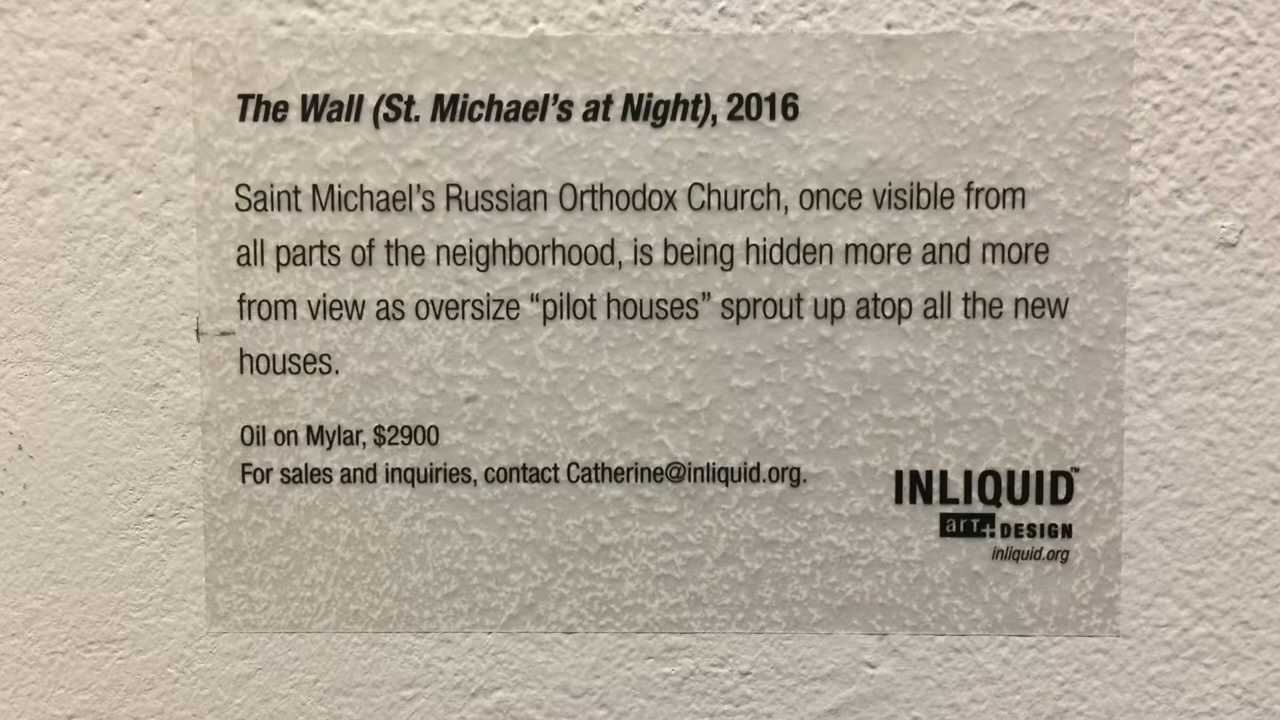 The Wall (St. Michael's at Night), 2016
Saint Michael's Russian Orthodox Church, once visible from
all parts of the neighborhood, is being hidden more and more
from view as oversize “pilot houses” sprout up atop all the new
houses.
Oil on Mylar, $2900
For sales and inquiries, contact Catherine@inliquid.org.
INLIQUID™
art+DESIGN
inliquid.org